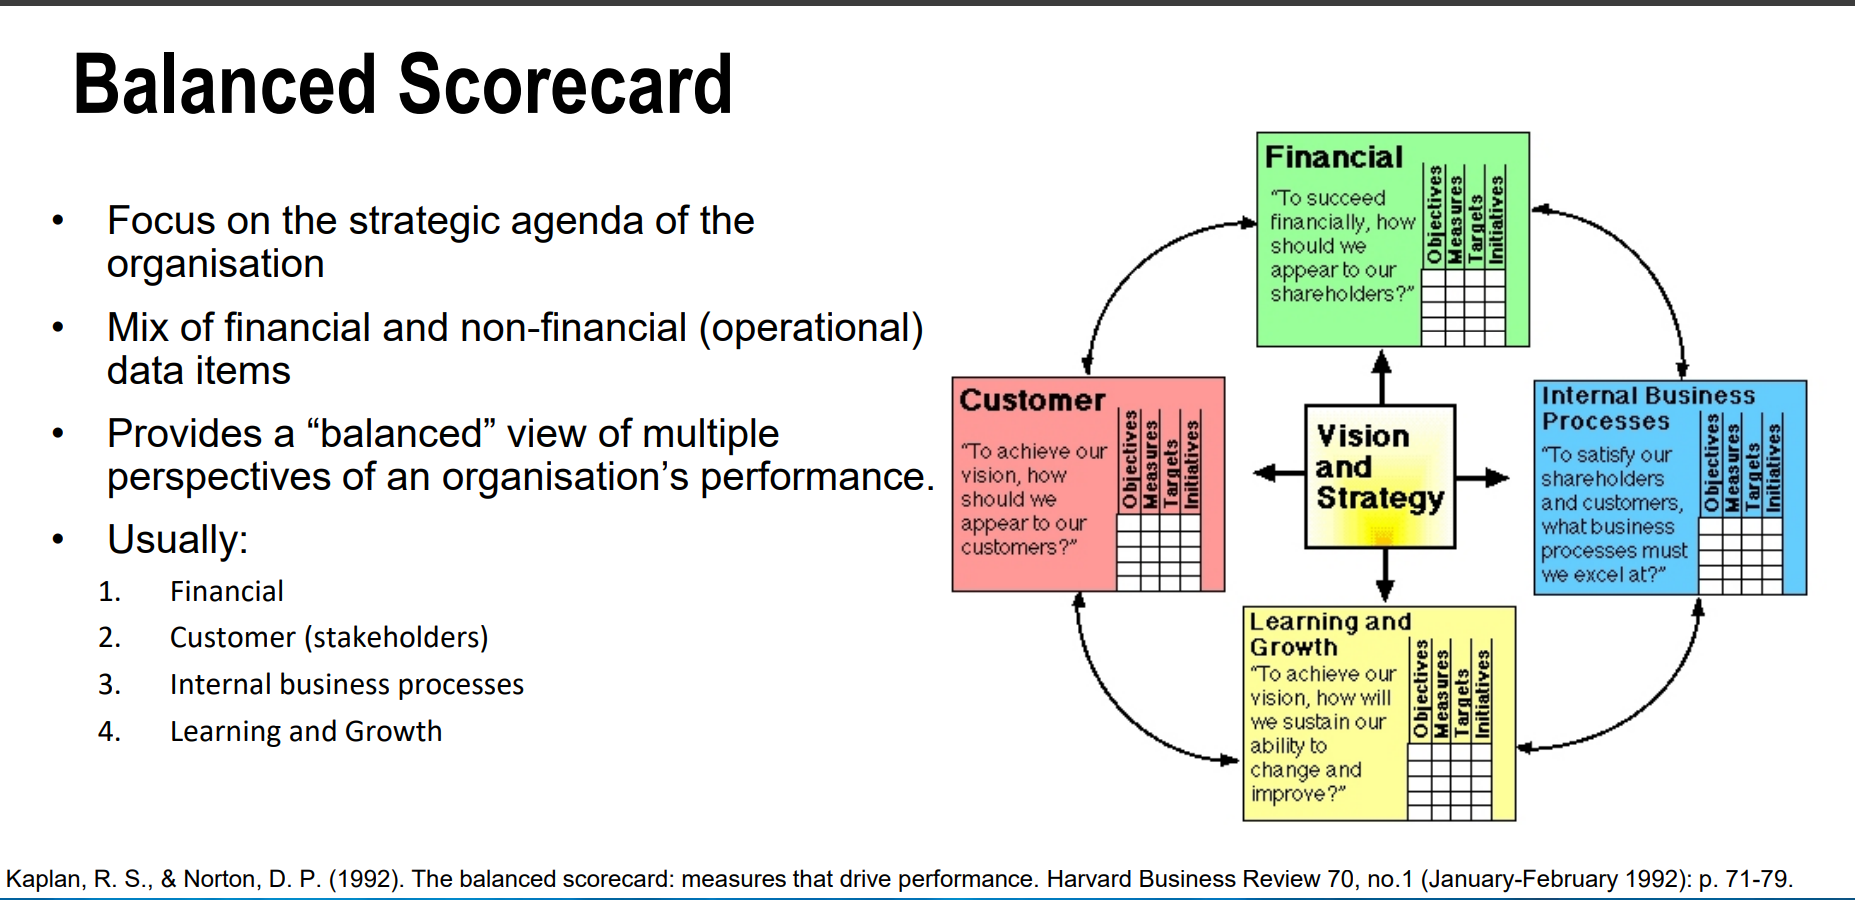 Balanced Scorecard
• Focus on the strategic agenda of the
organisation
• Mix of financial and non-financial (operational)
data items
• Provides a “balanced” view of multiple
perspectives of an organisation’s performance.
• Usually:
1. Financial
2. Customer (stakeholders)
3. Internal business processes
4. Learning and Growth
Financial
“To succeed
financially, how
should we
appear to our
shareholders?”
Objectives
Measures
Targets
Initiatives
Customer
“To achieve our
vision, how
should we
appear to our
customers?”
Objectives
Measures
Targets
Initiatives
Vision
and
Strategy
Internal Business
Processes
“To satisfy our
shareholders
and customers,
what business
processes must
we excel at?”
Objectives
Measures
Targets
Initiatives
Learning and
Growth
“To achieve our
vision, how will
we sustain our
ability to
change and
improve?”
Objectives
Measures
Targets
Initiatives
Kaplan, R. S., & Norton, D. P. (1992). The balanced scorecard: measures that drive performance. Harvard Business Review 70, no.1 (January-February 1992): p. 71-79.